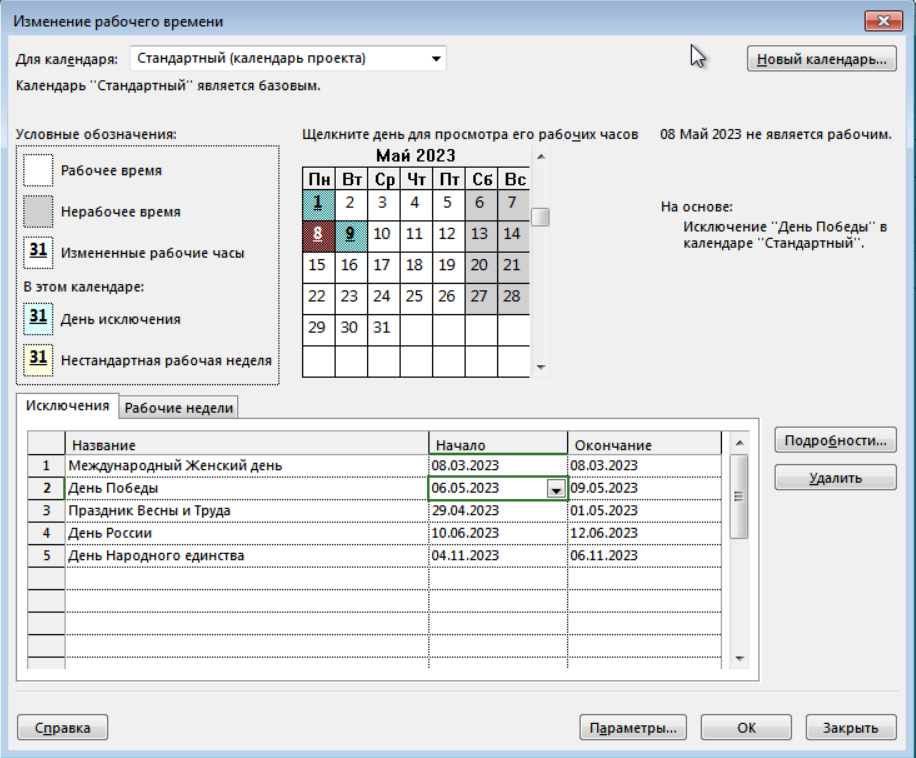 Изменение рабочего времени
Для календаря: Стандартный (календарь проекта) Новый календарь...
Календарь "Стандартный" является базовым.
Условные обозначения: Щелкните день для просмотра его рабочих часов 08 Май 2023 не является рабочим.
Рабочее время
Нерабочее время
31 Измененные рабочие часы
В этом календаре:
31 День исключения
31 Нестандартная рабочая неделя
Май 2023
Пн Вт Ср Чт Пт Сб Вс
1 2 3 4 5 6 7
8 9 10 11 12 13 14
15 16 17 18 19 20 21
22 23 24 25 26 27 28
29 30 31
На основе:
Исключение "День Победы" в
календаре "Стандартный".
Исключения Рабочие недели
Название Начало Окончание
1 Международный Женский день 08.03.2023 08.03.2023
2 День Победы 06.05.2023 09.05.2023
3 Праздник Весны и Труда 29.04.2023 01.05.2023
4 День России 10.06.2023 12.06.2023
5 День Народного единства 04.11.2023 06.11.2023
Подробности...
Удалить
Справка Параметры... ОК Закрыть